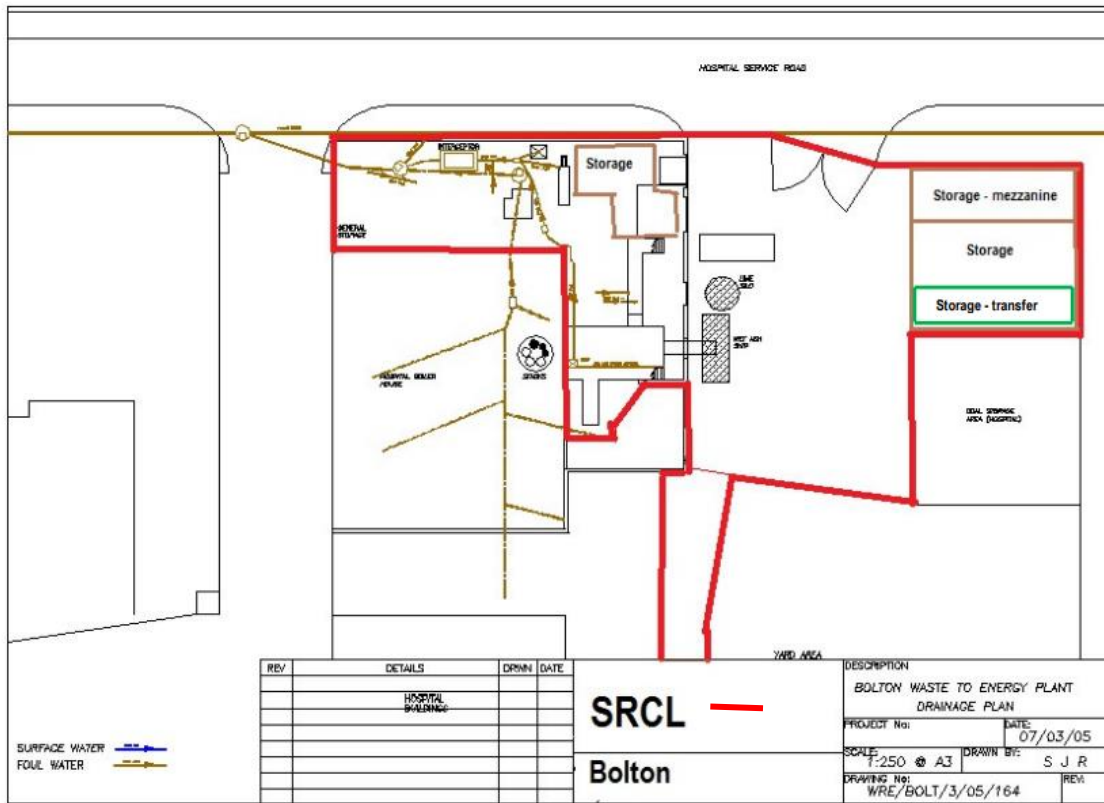 HOSPITAL SERVICE ROAD
INTERCEPTOR
Storage
Storage - mezzanine
Storage
Storage - transfer
GENERAL
STORAGE
LIME
SILO
WET ASH
SKIP
HOSPITAL BOILER
HOUSE
STACKS
COAL STORAGE
AREA (HOSPITAL)
YARD AREA
REV
DETAILS
DRWN
DATE
HOSPITAL
BUILDINGS
SRCL
Bolton
DESCRIPTION
BOLTON WASTE TO ENERGY PLANT
DRAINAGE PLAN
PROJECT No:
DATE:
07/03/05
SCALE:
1:250 @ A3
DRAWN BY:
S J R
DRAWING No:
WRE/BOLT/3/05/164
REV:
SURFACE WATER
FOUL WATER